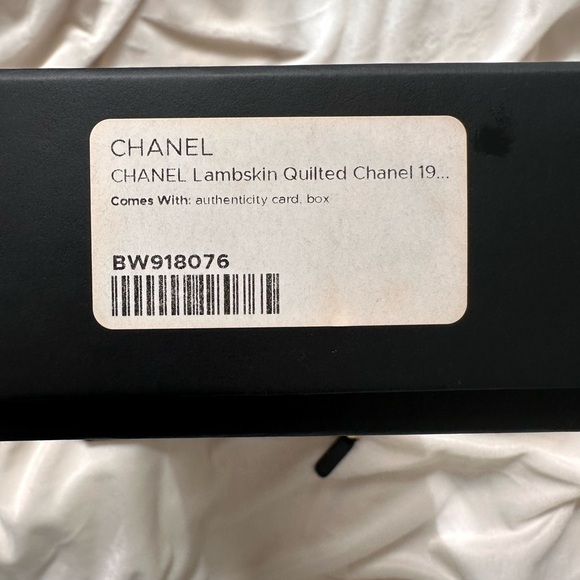 CHANEL
CHANEL Lambskin Quilted Chanel 19...
Comes With: authenticity card, box
BW918076